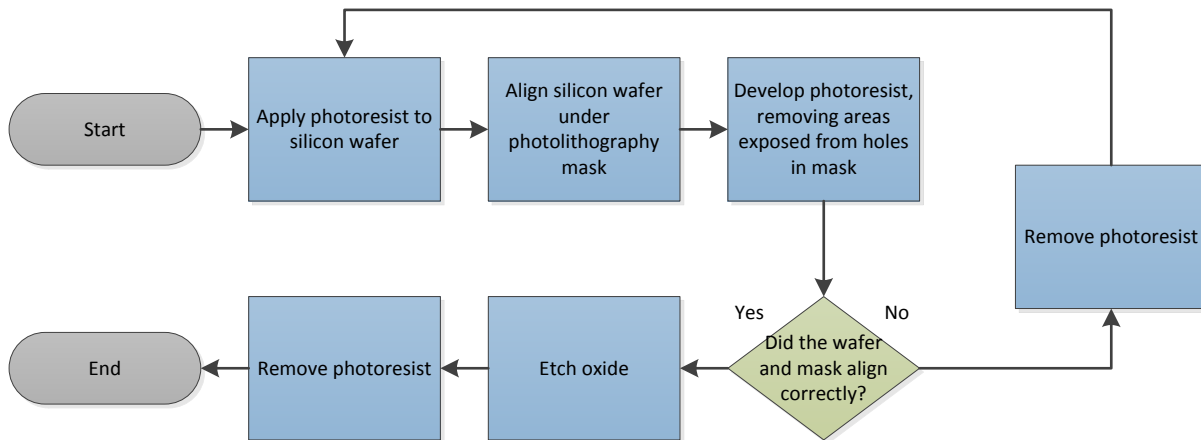 Start
Apply photoresist to
silicon wafer
Align silicon wafer
under
photolithography
mask
Develop photoresist,
removing areas
exposed from holes
in mask
Remove photoresist
Yes
No
Did the wafer
and mask align
correctly?
Etch oxide
Remove photoresist
End